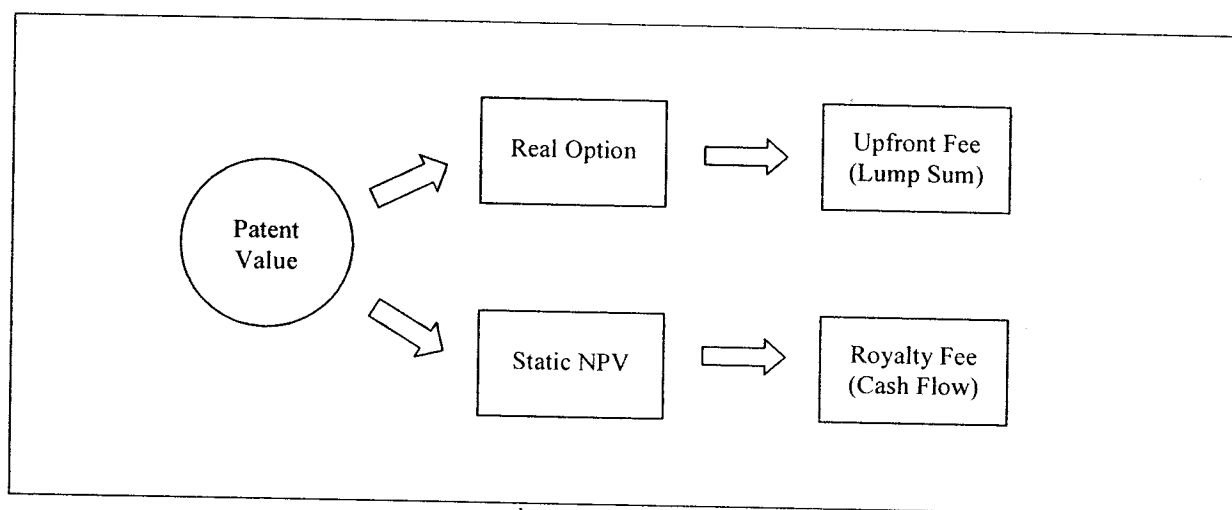 Patent
Value
Real Option
Upfront Fee
(Lump Sum)
Static NPV
Royalty Fee
(Cash Flow)